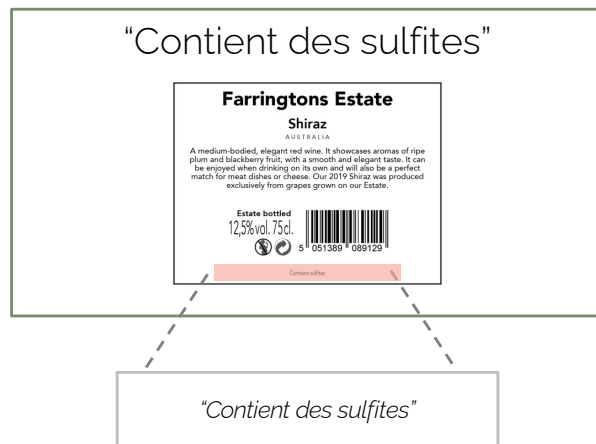 “Contient des sulfites”
Farringtons Estate
Shiraz
AUSTRALIA
A medium-bodied, elegant red wine. It showcases aromas of ripe
plum and blackberry fruit, with a smooth and elegant taste. It can
be enjoyed when drinking on its own and will also be a perfect
match for meat dishes or cheese. Our 2019 Shiraz was produced
exclusively from grapes grown on our Estate.
Estate bottled
12,5% vol. 75 cl.
5 051389 089129
Contains sulfites
“Contient des sulfites”